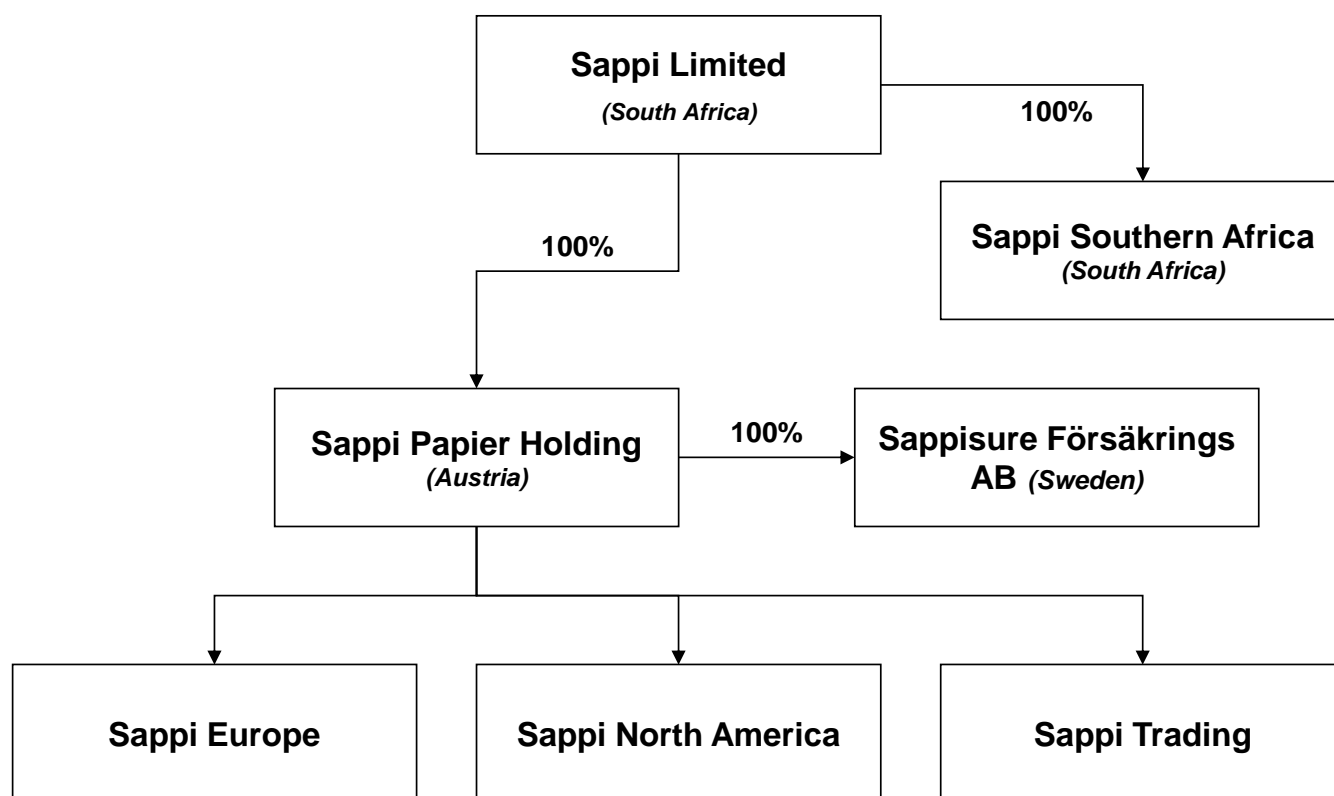 Sappi Limited
(South Africa)
100%
Sappi Southern Africa
(South Africa)
100%
Sappi Papier Holding
(Austria)
100%
Sappisure Försäkrings
AB (Sweden)
Sappi Europe
Sappi North America
Sappi Trading